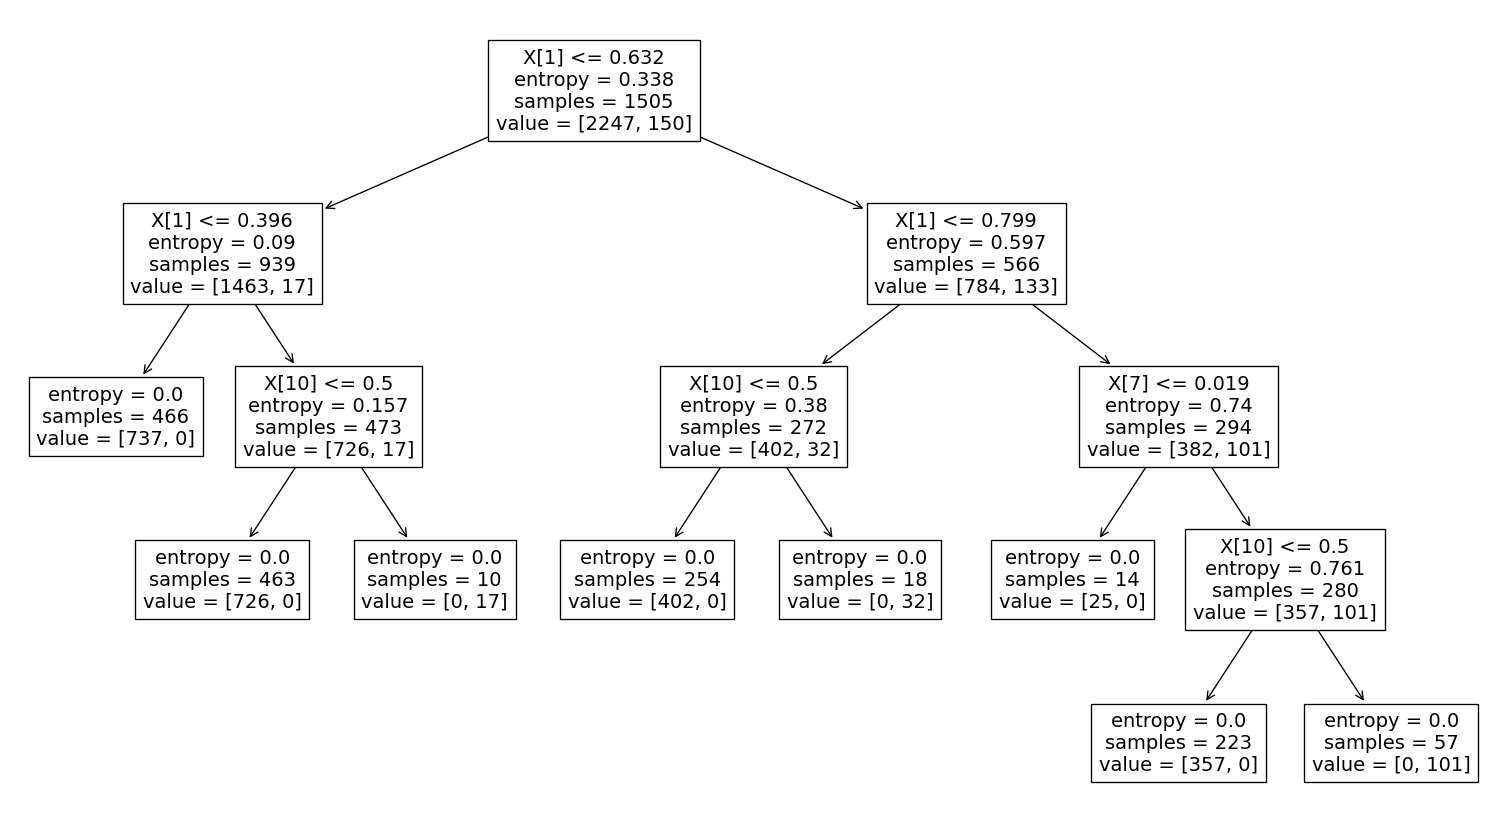 X[1] <= 0.632
entropy = 0.338
samples = 1505
value = [2247, 150]
X[1] <= 0.396
entropy = 0.09
samples = 939
value = [1463, 17]
X[1] <= 0.799
entropy = 0.597
samples = 566
value = [784, 133]
entropy = 0.0
samples = 466
value = [737, 0]
X[10] <= 0.5
entropy = 0.157
samples = 473
value = [726, 17]
X[10] <= 0.5
entropy = 0.38
samples = 272
value = [402, 32]
X[7] <= 0.019
entropy = 0.74
samples = 294
value = [382, 101]
entropy = 0.0
samples = 463
value = [726, 0]
entropy = 0.0
samples = 10
value = [0, 17]
entropy = 0.0
samples = 254
value = [402, 0]
entropy = 0.0
samples = 18
value = [0, 32]
entropy = 0.0
samples = 14
value = [25, 0]
X[10] <= 0.5
entropy = 0.761
samples = 280
value = [357, 101]
entropy = 0.0
samples = 223
value = [357, 0]
entropy = 0.0
samples = 57
value = [0, 101]